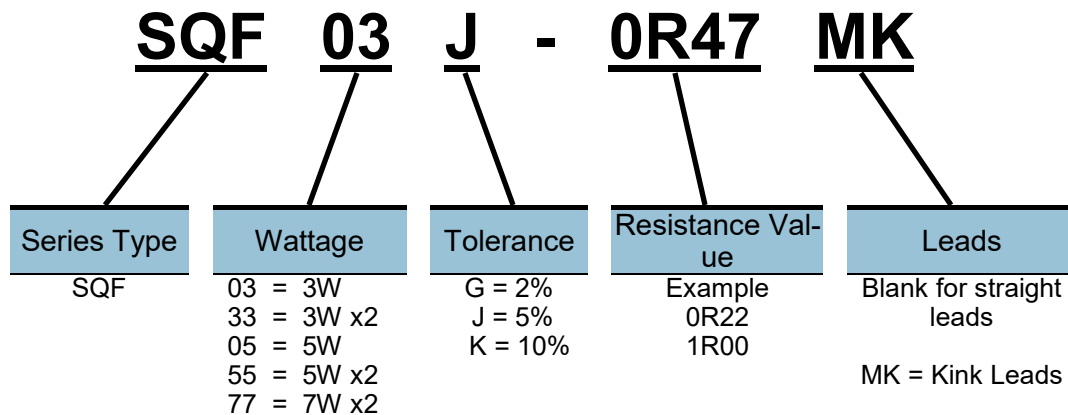 SQF 03 J - 0R47 MK
Series Type
SQF
Wattage
03 = 3W
33 = 3W x2
05 = 5W
55 = 5W x2
77 = 7W x2
Tolerance
G = 2%
J = 5%
K = 10%
Resistance Val-
ue
Example
0R22
1R00
Leads
Blank for straight
leads
MK = Kink Leads